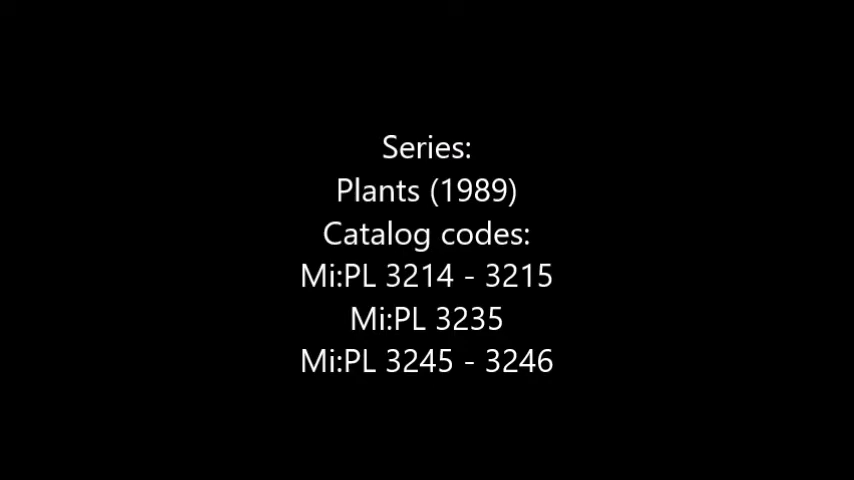 Series:
Plants (1989)
Catalog codes:
Mi:PL 3214 - 3215
Mi:PL 3235
Mi:PL 3245 - 3246